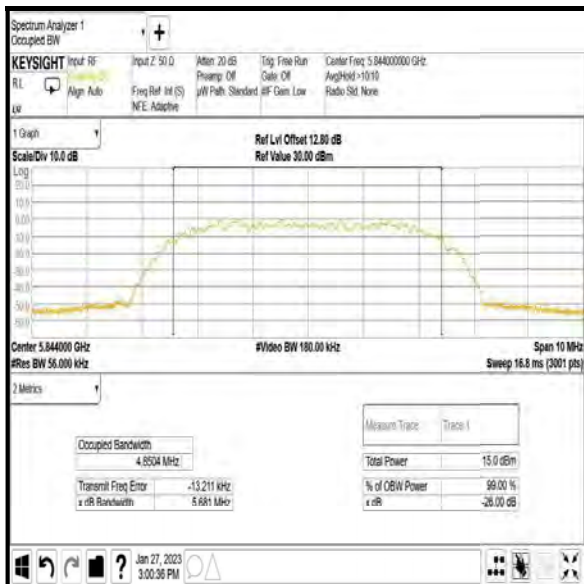 Spectrum Analyzer 1
Occupied BW
KEYSIGHT
Input: RF
Align: Auto
Input Z: 50 Ω
Freq Ref: Int (S)
NFE: Adaptive
Atten: 20 dB
Preamp: Off
µW Path: Standard
Trig: Free Run
Gate: Off
#IF Gain: Low
Center Freq: 5.844000000 GHz
Avg|Hold >10/10
Radio Std: None
1 Graph
Scale/Div 10.0 dB
Ref Lvl Offset 12.80 dB
Ref Value 30.00 dBm
Log
20.0
10.0
0.00
Center 5.844000 GHz
#Video BW 180.00 kHz
Span 10 MHz
#Res BW 56.000 kHz
Sweep 16.8 ms (3001 pts)
2 Metrics
Measure Trace Trace 1
Occupied Bandwidth
4.8504 MHz
Total Power 15.0 dBm
Transmit Freq Error -13.211 kHz
% of OBW Power 99.00 %
x dB Bandwidth 5.681 MHz
x dB -26.00 dB
Jan 27, 2023
3:00:36 PM